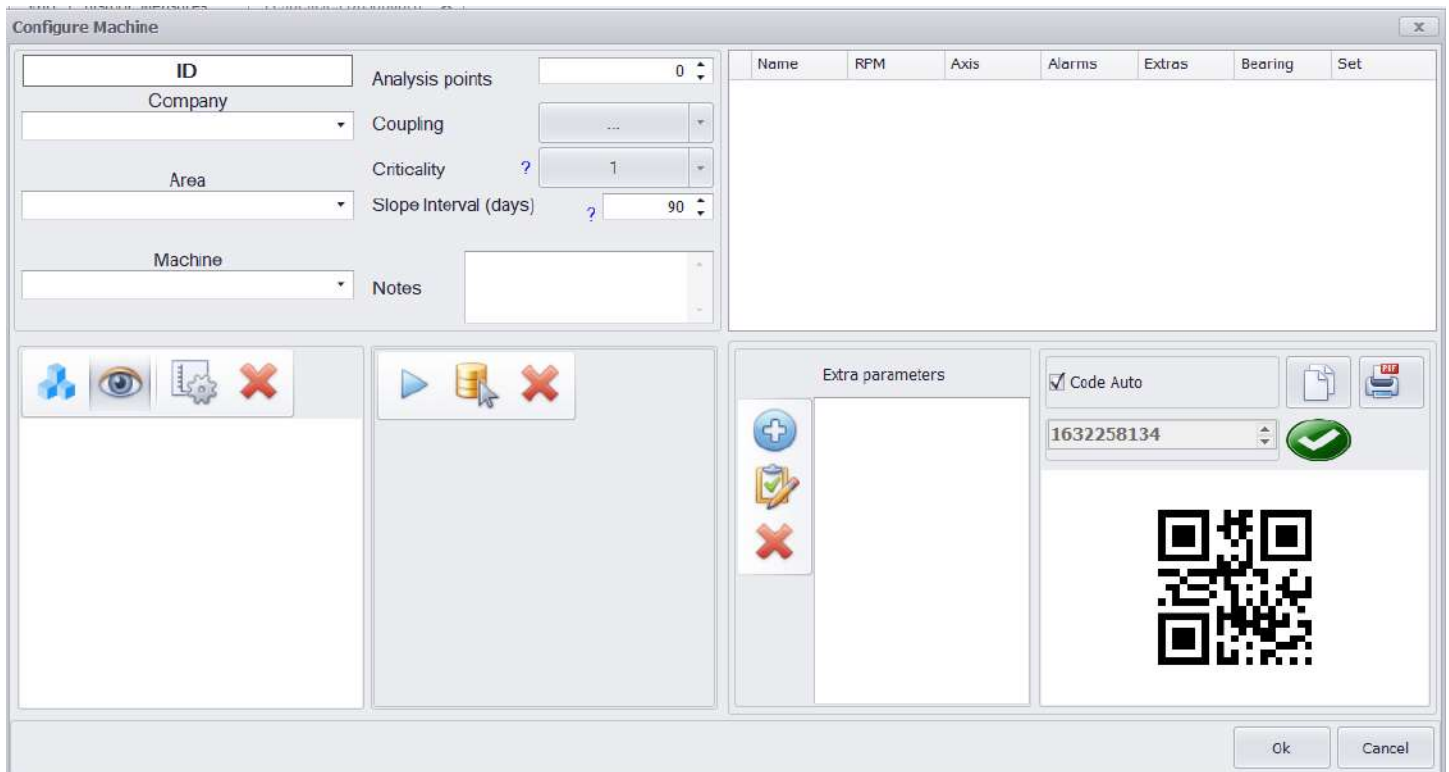 Configure Machine
x
ID
Company
Area
Machine
Analysis points
0
Coupling
...
Criticality ?
1
Slope Interval (days) ?
90
Notes
Name RPM Axis Alarms Extras Bearing Set
Extra parameters
Code Auto
PDF
1632258134
Ok Cancel